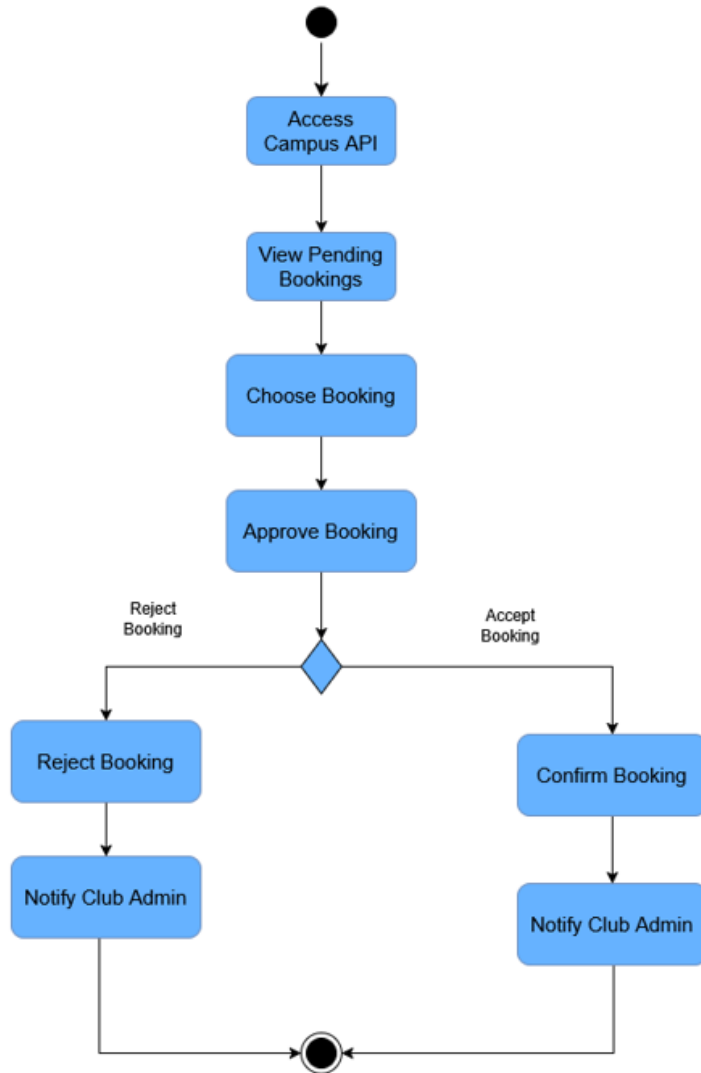 Access
Campus API
View Pending
Bookings
Choose Booking
Approve Booking
Reject
Booking
Accept
Booking
Reject Booking
Confirm Booking
Notify Club Admin
Notify Club Admin